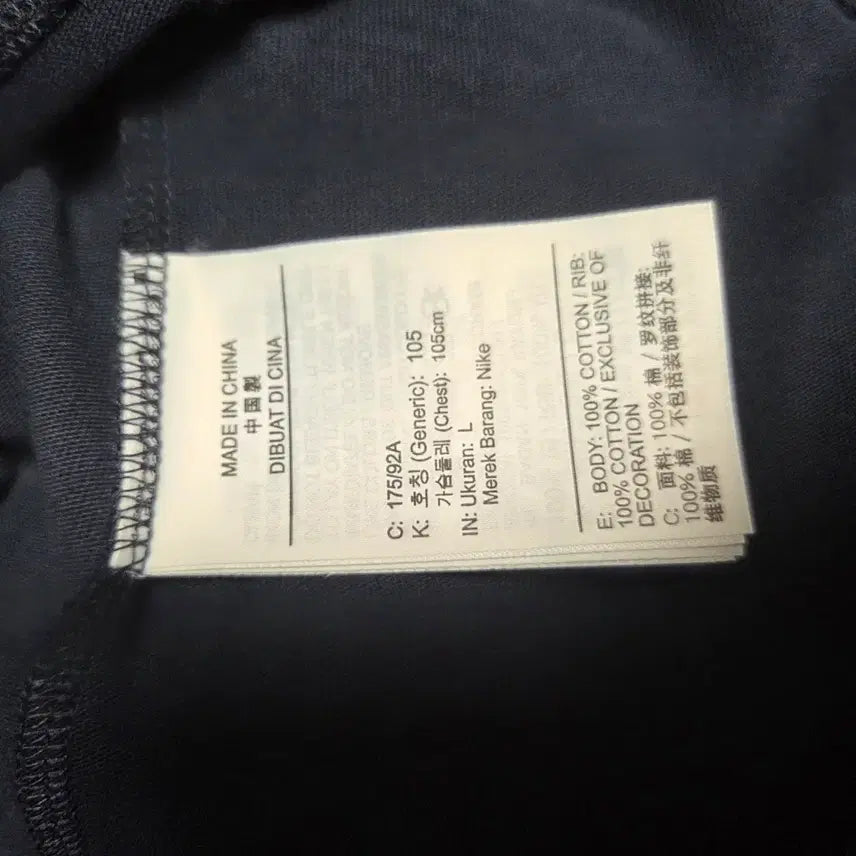 MADE IN CHINA
中国製
DIBUAT DI CINA
C: 175/92A
K: 호칭 (Generic): 105
가슴둘레 (Chest): 105cm
IN: Ukuran: L
Merek Barang: Nike
E: BODY: 100% COTTON / RIB:
100% COTTON / EXCLUSIVE OF
DECORATION
C: 面料: 100% 棉 / 罗纹拼接:
100% 棉 / 不包括装饰部分及非纤
维物质